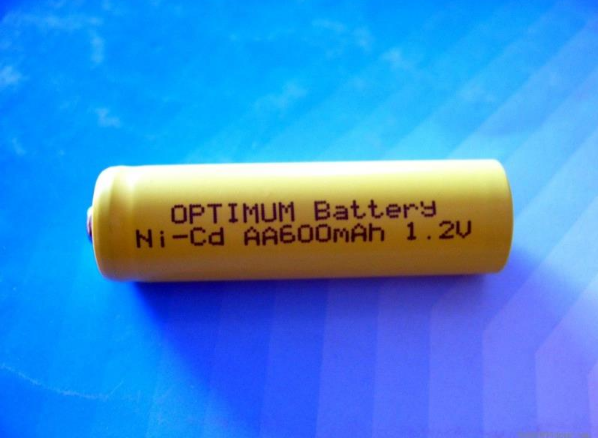 OPTIMUM Battery
Ni-Cd AA600mAh 1.2V